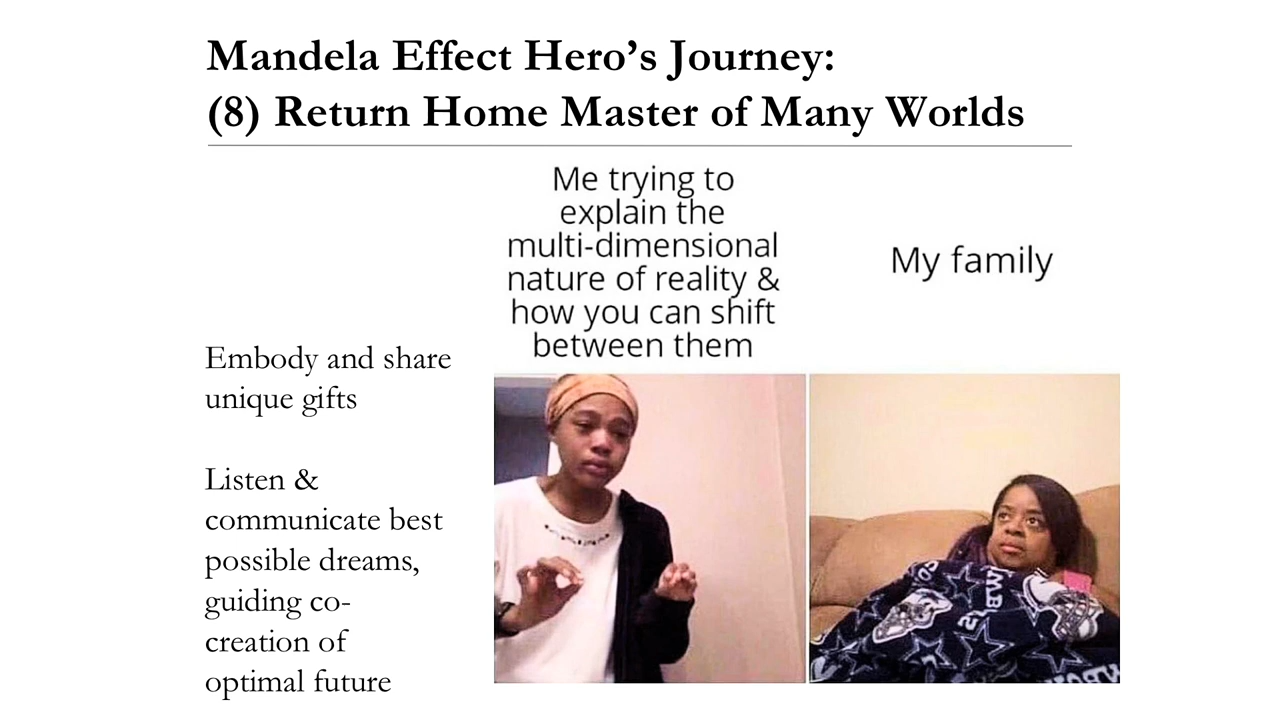 Mandela Effect Hero’s Journey:
(8) Return Home Master of Many Worlds
Me trying to
explain the
multi-dimensional
nature of reality &
how you can shift
between them
My family
Embody and share
unique gifts
Listen &
communicate best
possible dreams,
guiding co-
creation of
optimal future